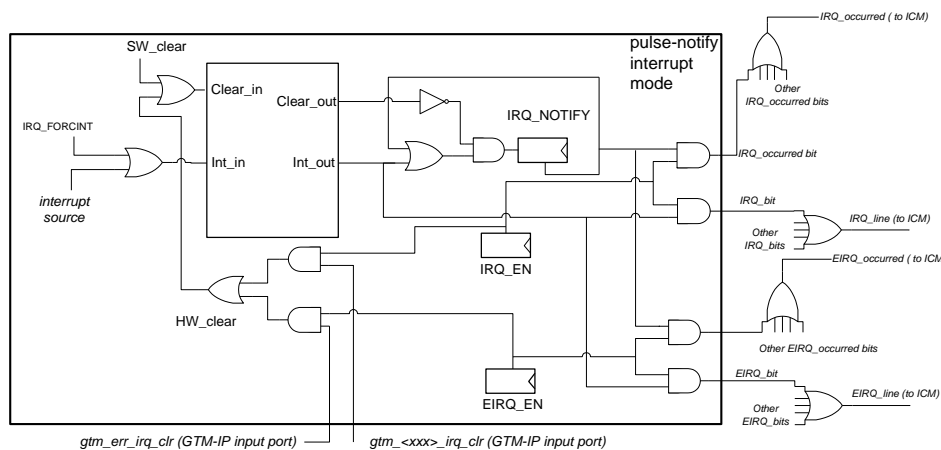 IRQ_occurred ( to ICM)
SW_clear
pulse-notify
interrupt
mode
Other
IRQ_occurred bits
Clear_in
Clear_out
IRQ_NOTIFY
IRQ_FORCINT
IRQ_occurred bit
Int_in
Int_out
interrupt
source
IRQ_bit
IRQ_line (to ICM)
Other
IRQ_bits
IRQ_EN
EIRQ_occurred ( to ICM
HW_clear
Other EIRQ_occurred bits
EIRQ_bit
EIRQ_line (to ICM)
EIRQ_EN
Other
EIRQ_bits
gtm_err_irq_clr (GTM-IP input port)
gtm_<xxx>_irq_clr (GTM-IP input port)